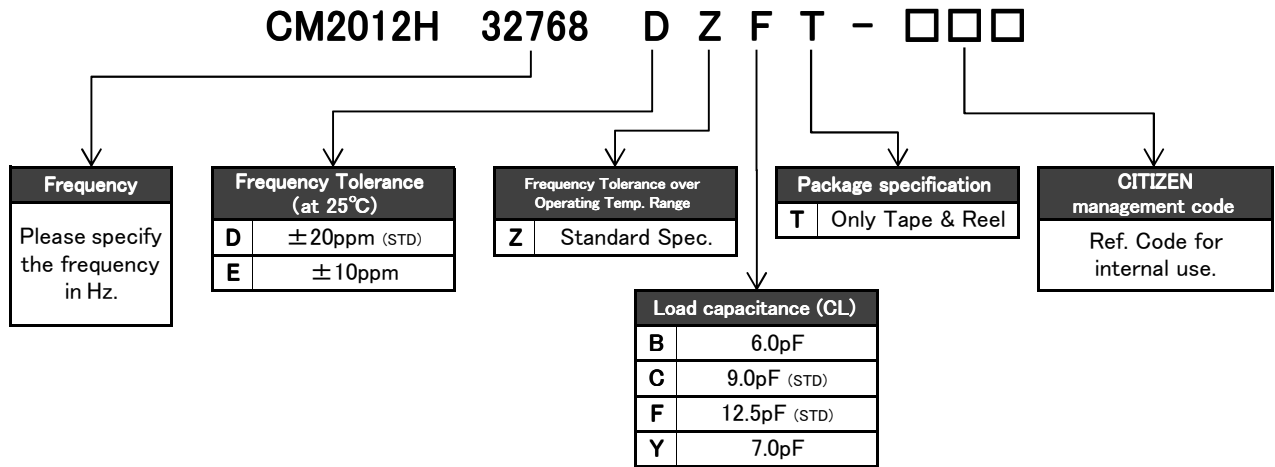 CM2012H 32768 D Z F T - □□□
Frequency
Please specify
the frequency
in Hz.
Frequency Tolerance
(at 25℃)
D ±20ppm (STD)
E ±10ppm
Frequency Tolerance over
Operating Temp. Range
Z Standard Spec.
Package specification
T Only Tape & Reel
CITIZEN
management code
Ref. Code for
internal use.
Load capacitance (CL)
B 6.0pF
C 9.0pF (STD)
F 12.5pF (STD)
Y 7.0pF